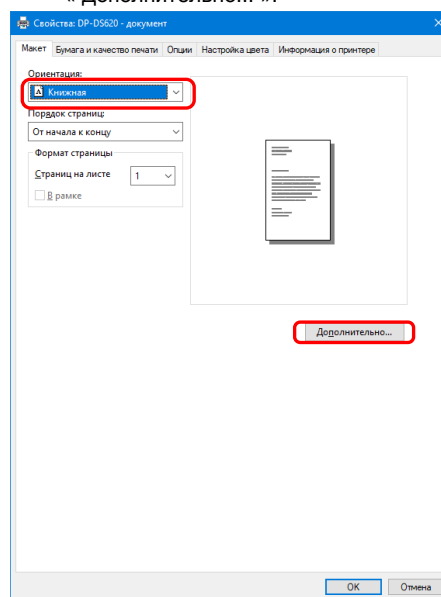 «Дополнительно...».
Свойства: DP-DS620 - документ
Макет Бумага и качество печати Опции Настройка цвета Информация о принтере
Ориентация:
A Книжная
Порядок страниц:
От начала к концу
Формат страницы
Страниц на листе 1
В рамке
Дополнительно...
OK Отмена